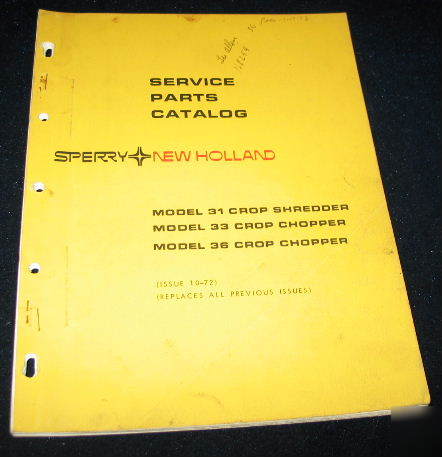 SERVICE
PARTS
CATALOG
SPERRY NEW HOLLAND
MODEL 31 CROP SHREDDER
MODEL 33 CROP CHOPPER
MODEL 36 CROP CHOPPER
(ISSUE 10-72)
(REPLACES ALL PREVIOUS ISSUES)